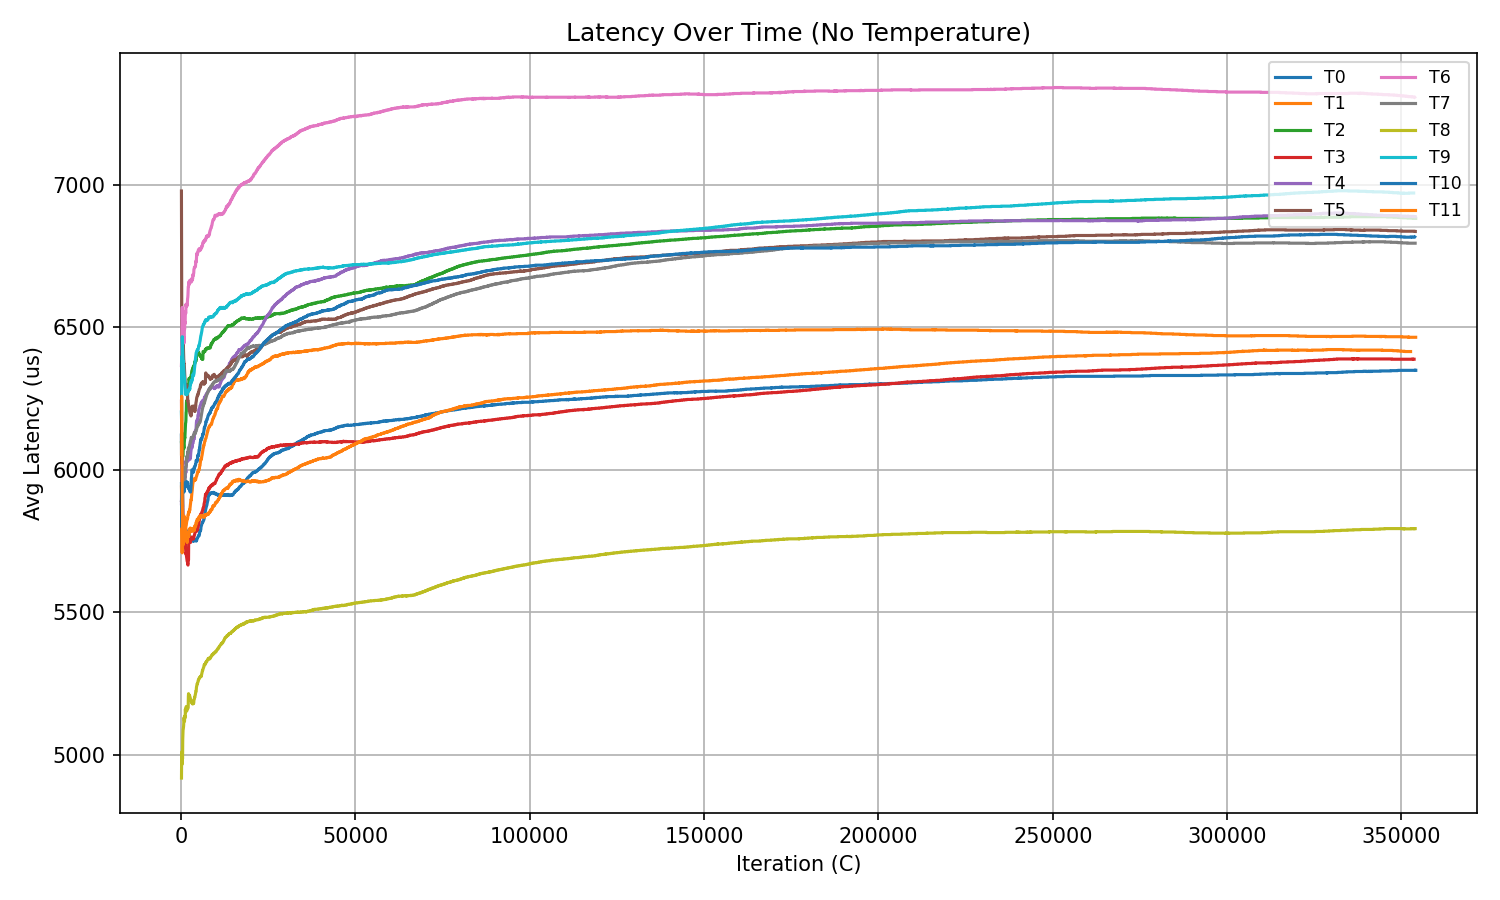 Latency Over Time (No Temperature)
Avg Latency (us)
7000
6500
6000
5500
5000
0 50000 100000 150000 200000 250000 300000 350000
Iteration (C)
T0 T6
T1 T7
T2 T8
T3 T9
T4 T10
T5 T11